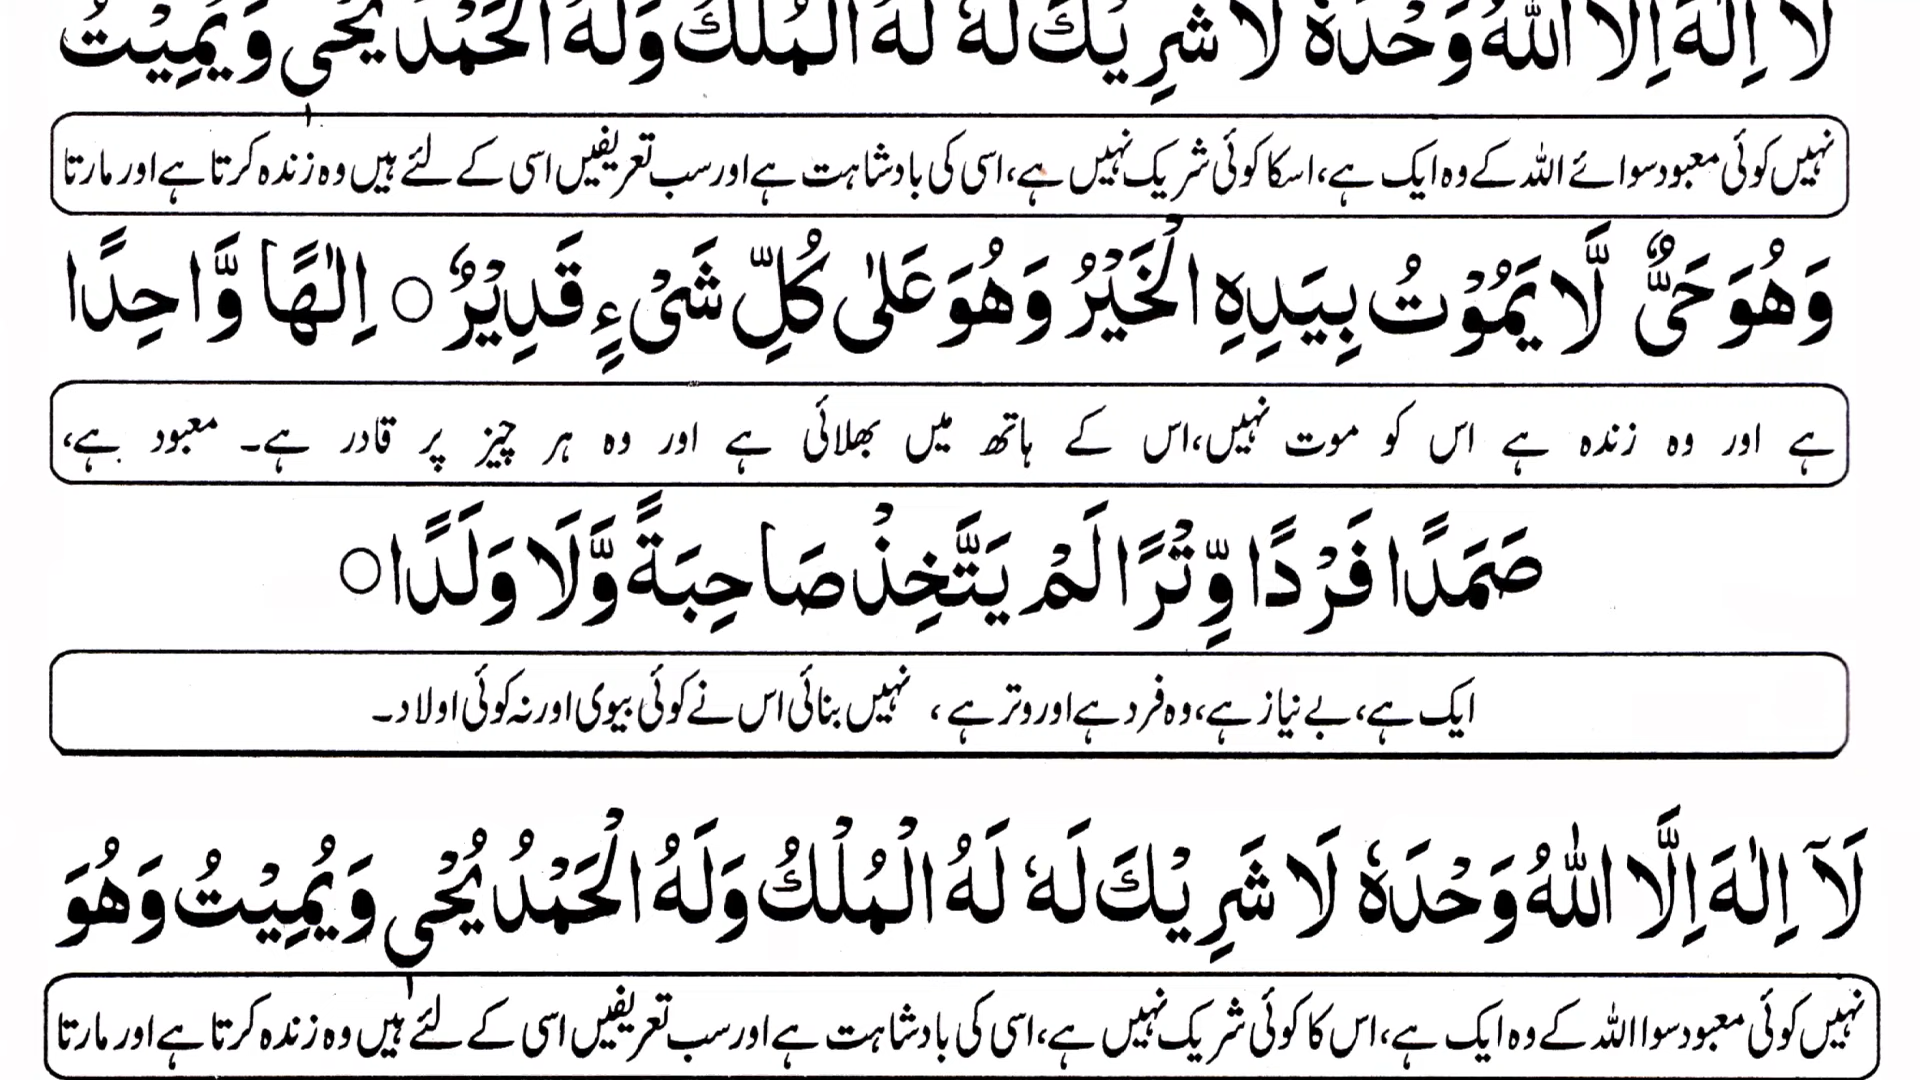 لَا اِلٰهَ اِلَّا اللّٰهُ وَحْدَهٗ لَا شَرِيْكَ لَهٗ لَهُ الْمُلْكُ وَلَهُ الْحَمْدُ يُحْيٖ وَيُمِيْتُ
نہیں کوئی معبود سوائے اللہ کے وہ ایک ہے، اسکا کوئی شریک نہیں ہے، اسی کی بادشاہت ہے اور سب تعریفیں اسی کے لئے ہیں وہ زندہ کرتا ہے اور مارتا
وَهُوَ حَيٌّ لَّا يَمُوْتُ بِيَدِهِ الْخَيْرُ وَهُوَ عَلٰى كُلِّ شَىْءٍ قَدِيْرٌ ○ اِلٰهًا وَّاحِدًا
ہے اور وہ زندہ ہے اس کو موت نہیں، اس کے ہاتھ میں بھلائی ہے اور وہ ہر چیز پر قادر ہے۔ معبود ہے،
صَمَدًا فَرْدًا وِّتْرًا لَمْ يَتَّخِذْ صَاحِبَةً وَّلَا وَلَدًا ○
ایک ہے، بے نیاز ہے، وہ فرد ہے اور وتر ہے، نہیں بنائی اس نے کوئی بیوی اور نہ کوئی اولاد۔
لَآ اِلٰهَ اِلَّا اللّٰهُ وَحْدَهٗ لَا شَرِيْكَ لَهٗ لَهُ الْمُلْكُ وَلَهُ الْحَمْدُ يُحْيٖ وَيُمِيْتُ وَهُوَ
نہیں کوئی معبود سوا اللہ کے وہ ایک ہے، اس کا کوئی شریک نہیں ہے، اسی کی بادشاہت ہے اور سب تعریفیں اسی کے لئے ہیں وہ زندہ کرتا ہے اور مارتا